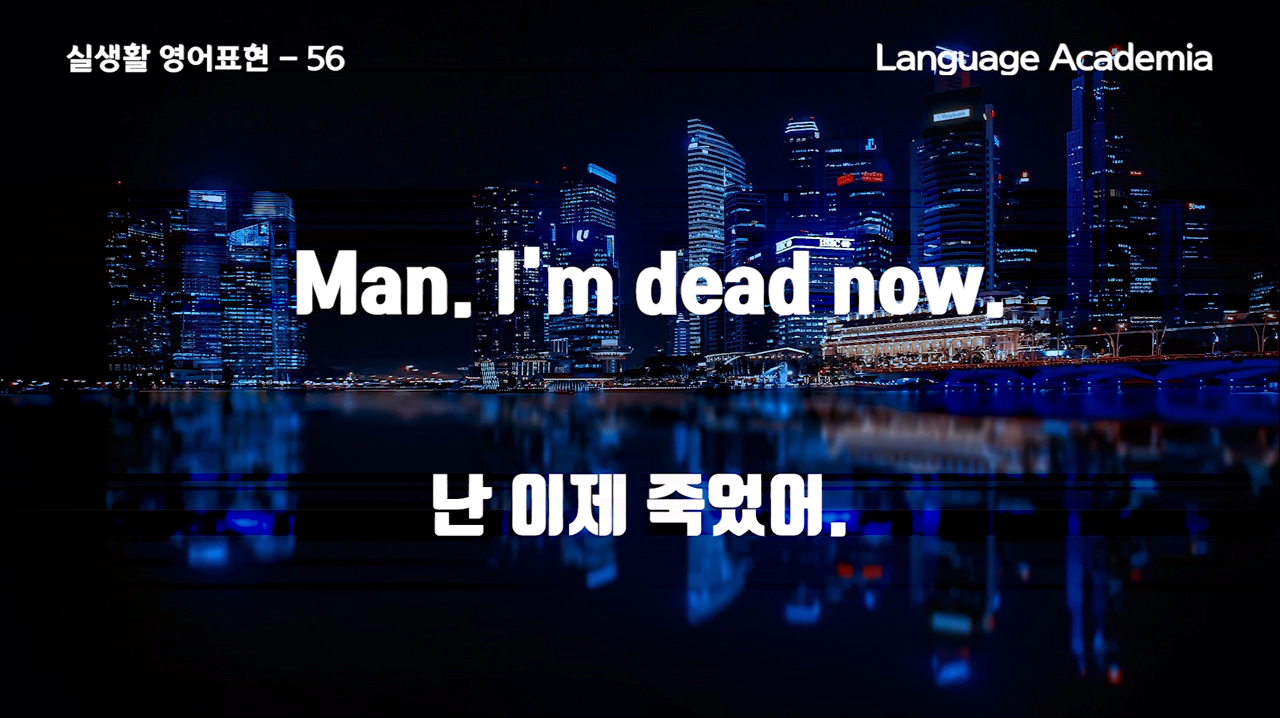 실생활 영어표현 – 56
Language Academia
HSBC
Man, I'm dead now.
난 이제 죽었어.